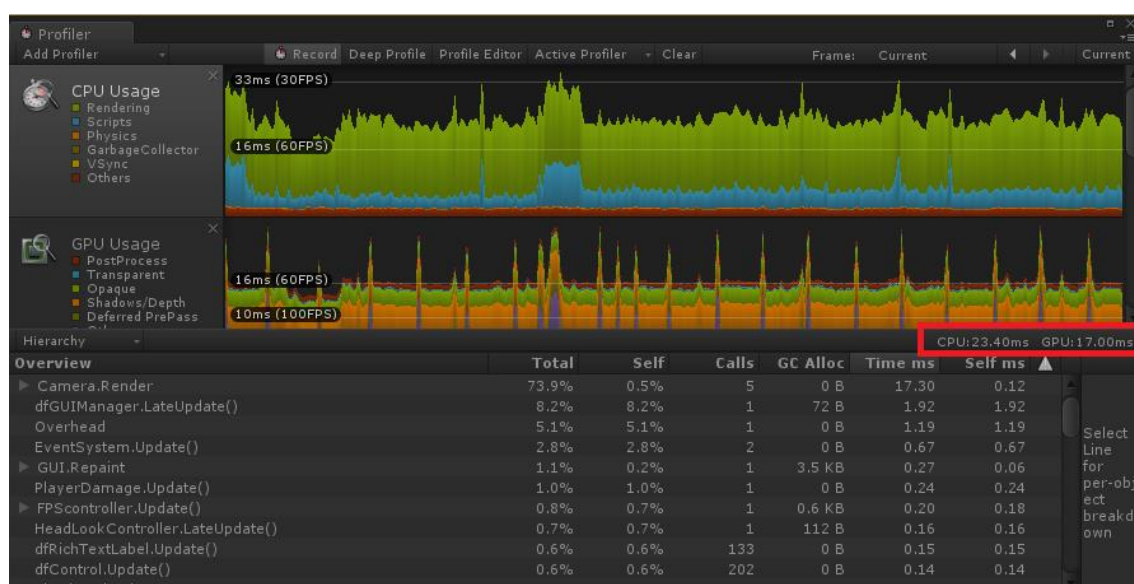 Profiler
Add Profiler Record Deep Profile Profile Editor Active Profiler Clear Frame: Current Current
CPU Usage
Rendering
Scripts
Physics
GarbageCollector
VSync
Others
33ms (30FPS)
16ms (60FPS)
GPU Usage
PostProcess
Transparent
Opaque
Shadows/Depth
Deferred PrePass
16ms (60FPS)
10ms (100FPS)
Hierarchy CPU:23.40ms GPU:17.00ms
Overview Total Self Calls GC Alloc Time ms Self ms
Camera.Render 73.9% 0.5% 5 0 B 17.30 0.12
dfGUIManager.LateUpdate() 8.2% 8.2% 1 72 B 1.92 1.92
Overhead 5.1% 5.1% 1 0 B 1.19 1.19
EventSystem.Update() 2.8% 2.8% 2 0 B 0.67 0.67
GUI.Repaint 1.1% 0.2% 1 3.5 KB 0.27 0.06
PlayerDamage.Update() 1.0% 1.0% 1 0 B 0.24 0.24
FPScontroller.Update() 0.8% 0.7% 1 0.6 KB 0.20 0.18
HeadLookController.LateUpdate() 0.7% 0.7% 1 112 B 0.16 0.16
dfRichTextLabel.Update() 0.6% 0.6% 133 0 B 0.15 0.15
dfControl.Update() 0.6% 0.6% 202 0 B 0.14 0.14
Select
Line
for
per-obj
ect
breakd
own